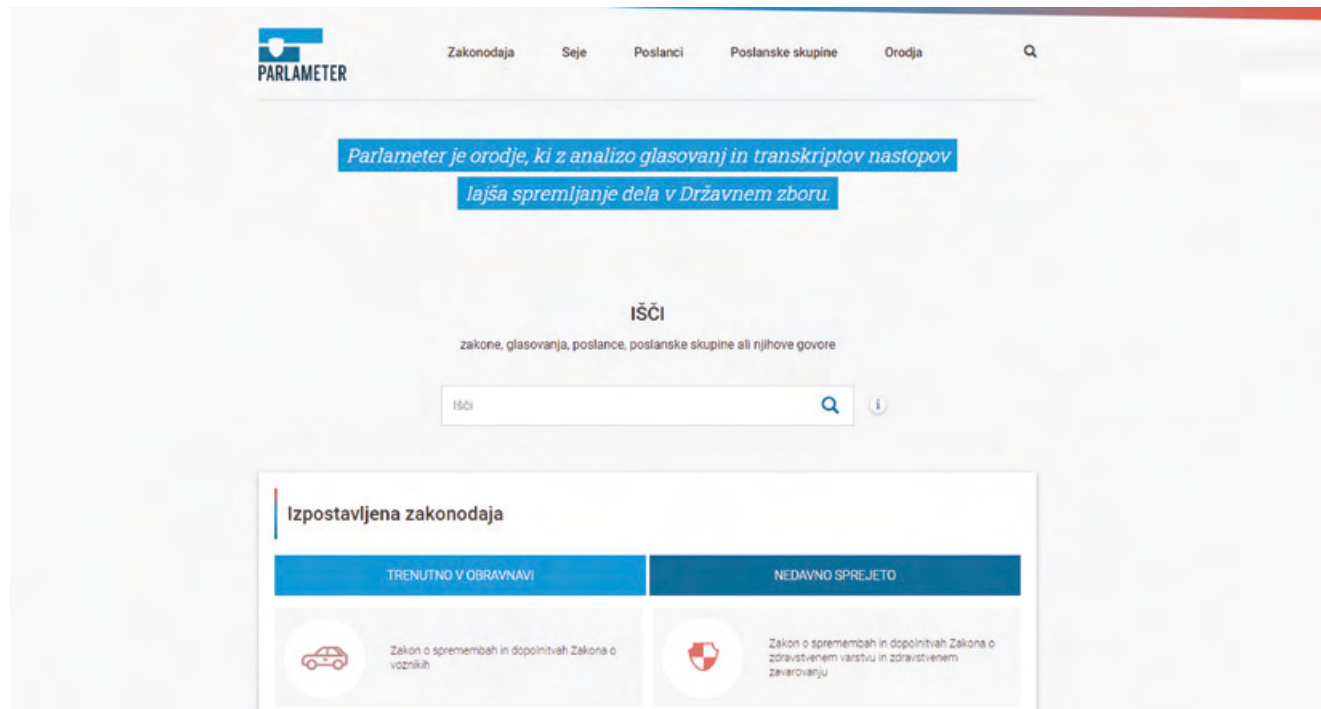 PARLAMETER
Zakonodaja Seje Poslanci Poslanske skupine Orodja
Parlameter je orodje, ki z analizo glasovanj in transkriptov nastopov
lajša spremljanje dela v Državnem zboru.
IŠČI
zakone, glasovanja, poslance, poslanske skupine ali njihove govore
Išči
i
Izpostavljena zakonodaja
TRENUTNO V OBRAVNAVI
NEDAVNO SPREJETO
Zakon o spremembah in dopolnitvah Zakona o
voznikih
Zakon o spremembah in dopolnitvah Zakona o
zdravstvenem varstvu in zdravstvenem
zavarovanju